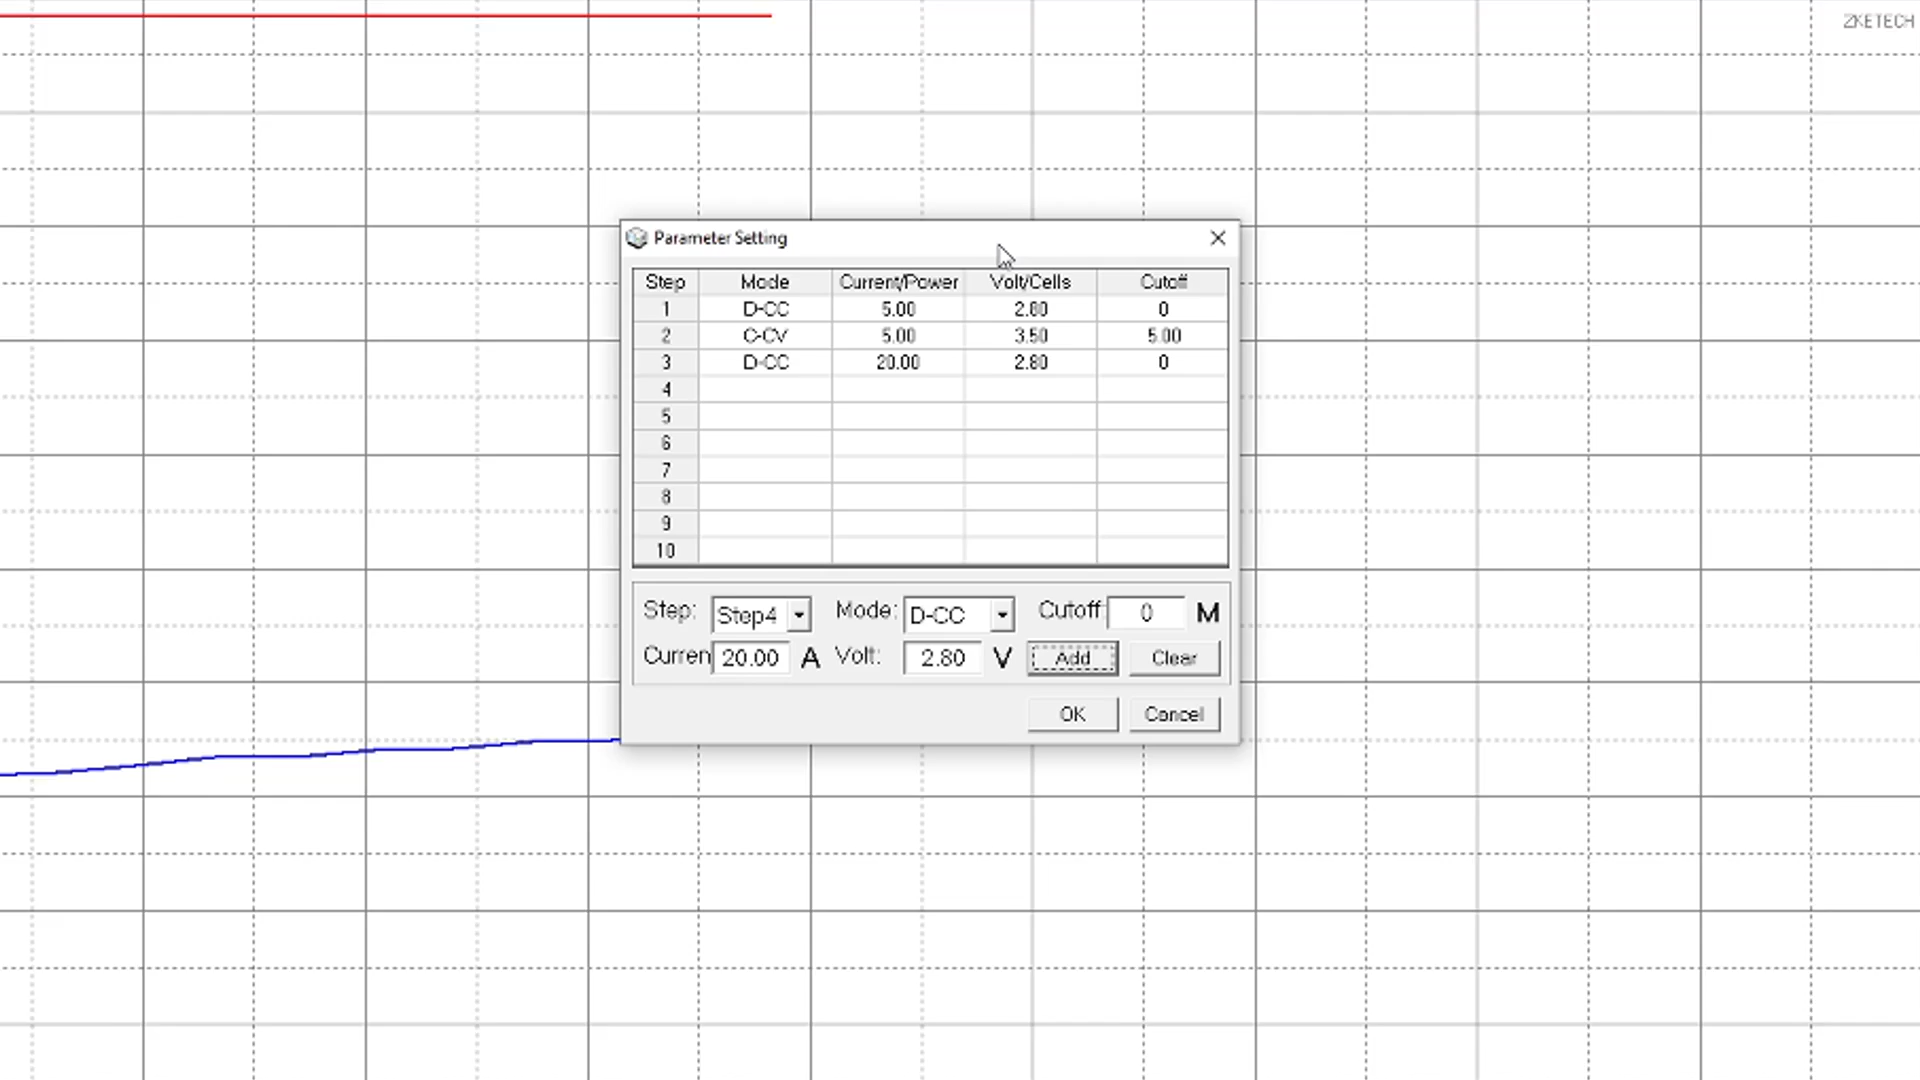 ZKETECH
Parameter Setting
Step Mode Current/Power Volt/Cells Cutoff
1 D-CC 5.00 2.80 0
2 C-CV 5.00 3.50 5.00
3 D-CC 20.00 2.80 0
4
5
6
7
8
9
10
Step: Step4 Mode: D-CC Cutoff: 0 M
Curren 20.00 A Volt: 2.80 V Add Clear
OK Cancel